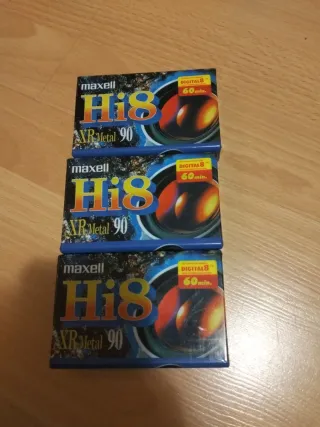 maxell
DIGITAL8
60 min.
Hi8
XR Metal 90
maxell
DIGITAL8
60 min.
Hi8
XR Metal 90
maxell
DIGITAL8
60 min.
Hi8
XR Metal 90